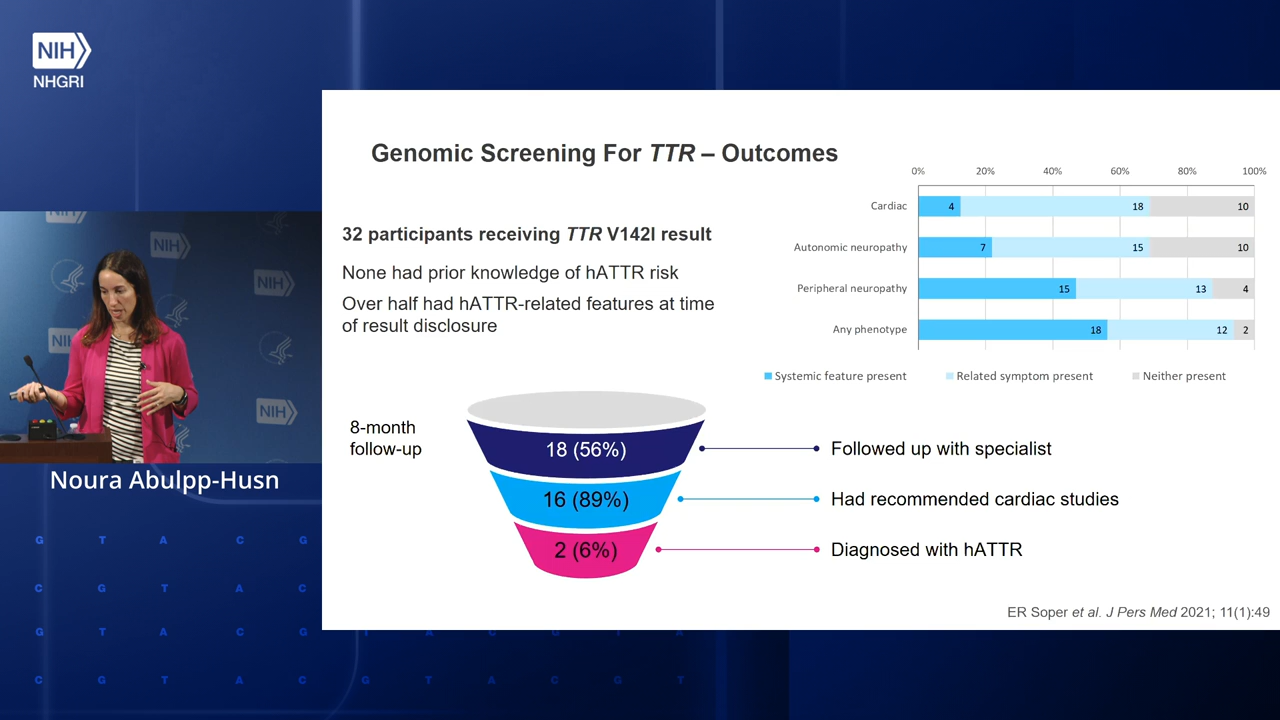 NIH
NHGRI
Genomic Screening For TTR – Outcomes
32 participants receiving TTR V142I result
None had prior knowledge of hATTR risk
Over half had hATTR-related features at time
of result disclosure
0% 20% 40% 60% 80% 100%
Cardiac 4 18 10
Autonomic neuropathy 7 15 10
Peripheral neuropathy 15 13 4
Any phenotype 18 12 2
Systemic feature present Related symptom present Neither present
8-month
follow-up
18 (56%) Followed up with specialist
16 (89%) Had recommended cardiac studies
2 (6%) Diagnosed with hATTR
ER Soper et al. J Pers Med 2021; 11(1):49
NIH
NIH
NIH
NIH
NIH
Noura Abulpp-Husn
G T A C G
C G T A C
G T A C G T A C G T A
C G T A C G T A C G T